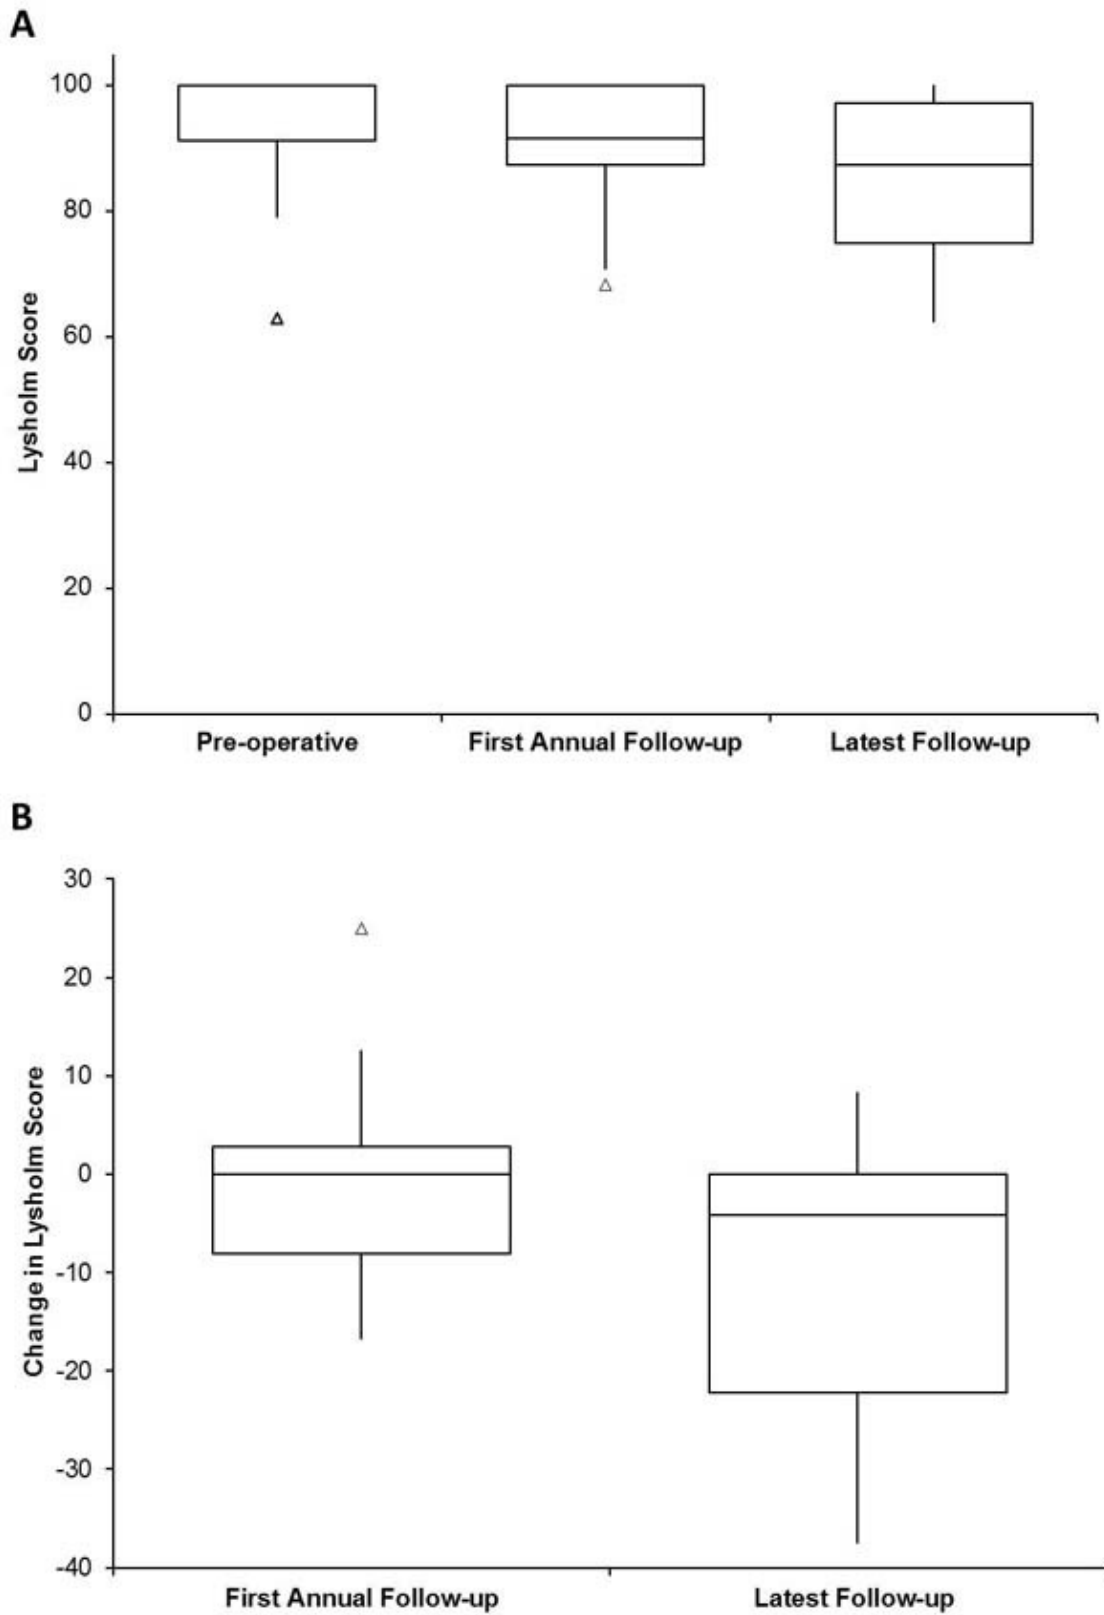 A
100
80
60
40
20
0
Lysholm Score
Pre-operative First Annual Follow-up Latest Follow-up
B
30
20
10
0
-10
-20
-30
-40
Change in Lysholm Score
First Annual Follow-up Latest Follow-up